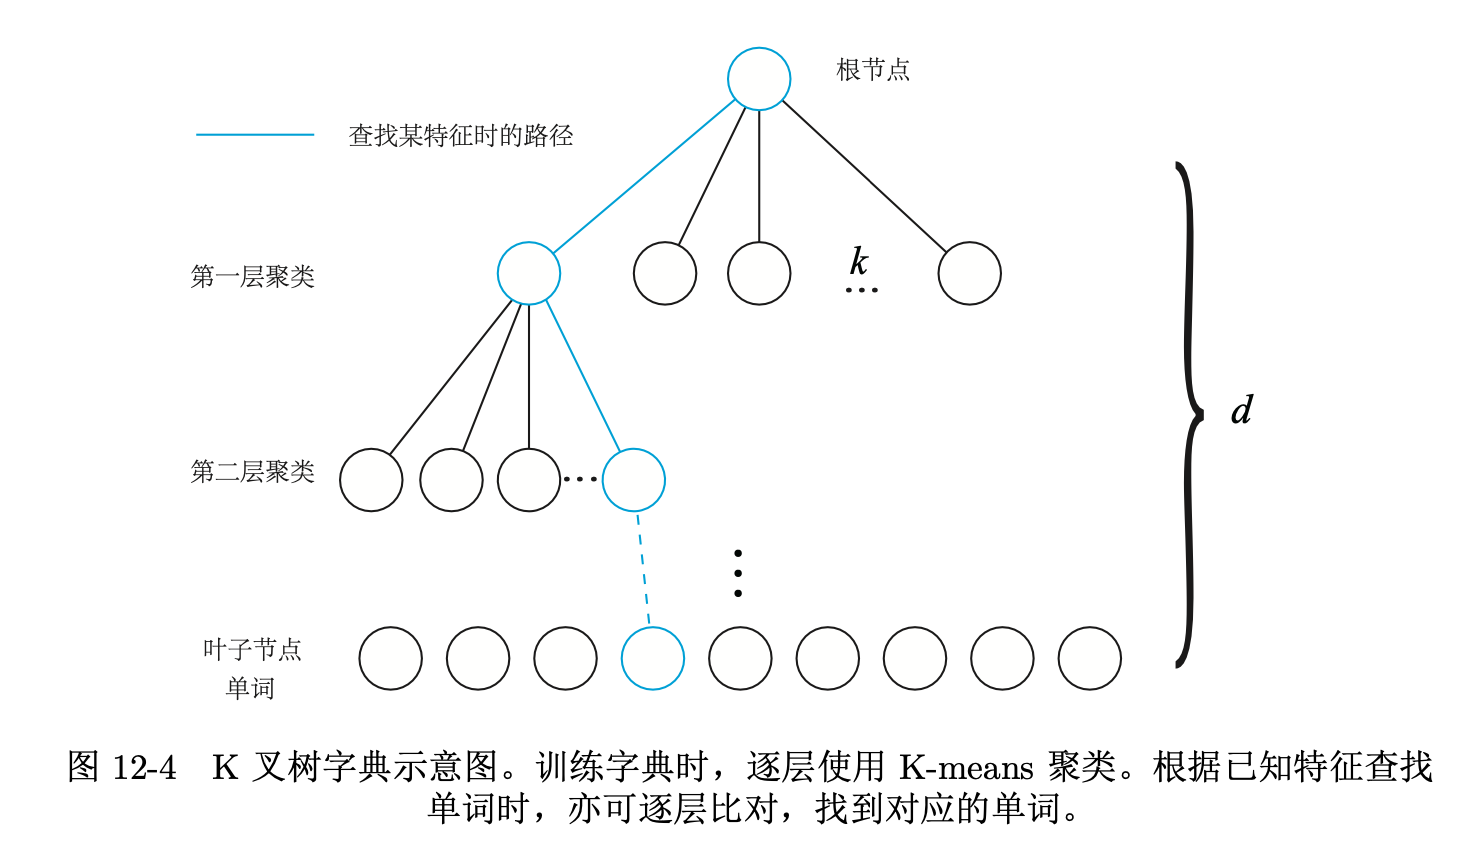 根节点
查找某特征时的路径
第一层聚类
k
...
d
第二层聚类
...
叶子节点
单词
图 12-4 K 叉树字典示意图。训练字典时，逐层使用 K-means 聚类。根据已知特征查找
单词时，亦可逐层比对，找到对应的单词。